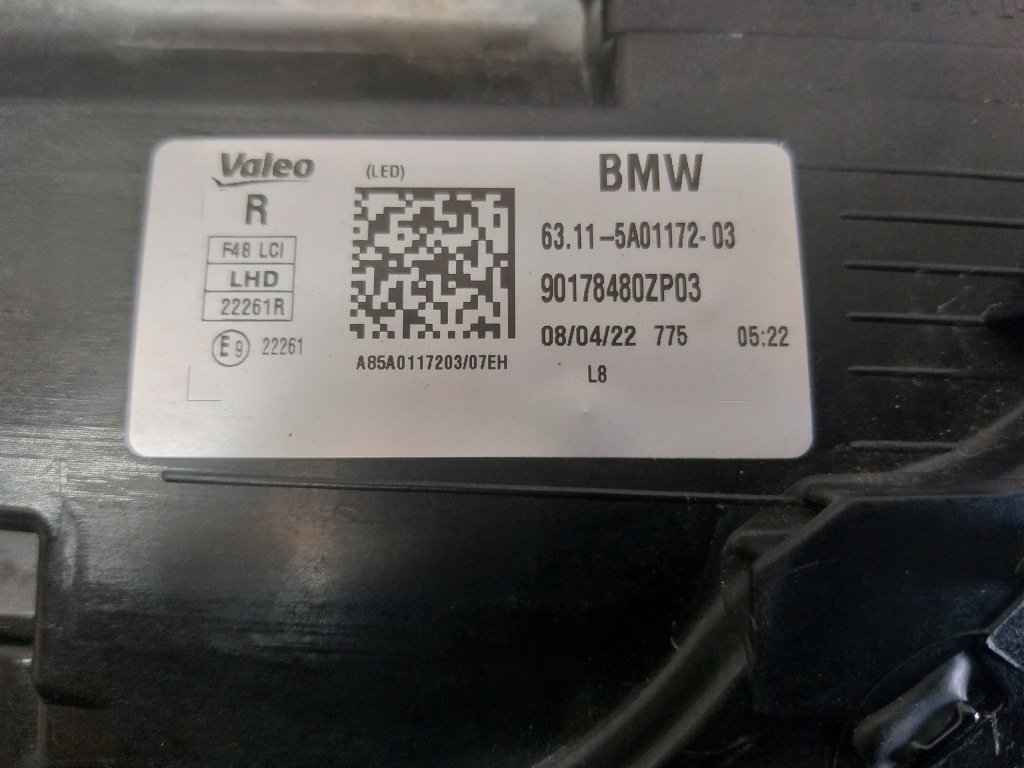 Valeo
(LED)
BMW
R
F48 LCI
LHD
22261R
E9 22261
A85A0117203/07EH
63.11-5A01172-03
90178480ZP03
08/04/22 775 05:22
L8